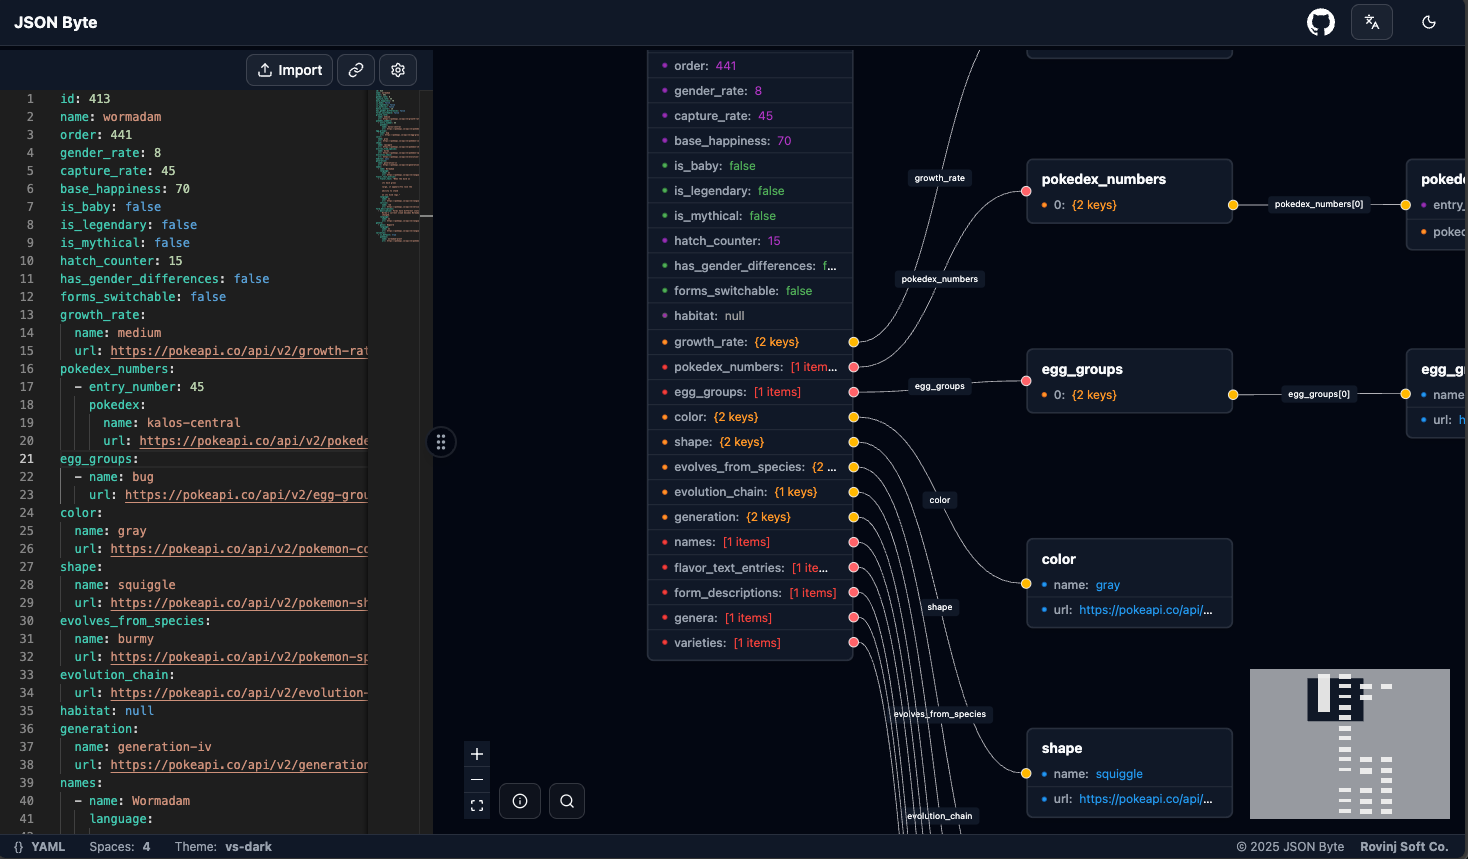 JSON Byte
Import
1 id: 413
2 name: wormadam
3 order: 441
4 gender_rate: 8
5 capture_rate: 45
6 base_happiness: 70
7 is_baby: false
8 is_legendary: false
9 is_mythical: false
10 hatch_counter: 15
11 has_gender_differences: false
12 forms_switchable: false
13 growth_rate:
14 name: medium
15 url: https://pokeapi.co/api/v2/growth-rat
16 pokedex_numbers:
17 - entry_number: 45
18 pokedex:
19 name: kalos-central
20 url: https://pokeapi.co/api/v2/pokede
21 egg_groups:
22 - name: bug
23 url: https://pokeapi.co/api/v2/egg-grou
24 color:
25 name: gray
26 url: https://pokeapi.co/api/v2/pokemon-co
27 shape:
28 name: squiggle
29 url: https://pokeapi.co/api/v2/pokemon-sh
30 evolves_from_species:
31 name: burmy
32 url: https://pokeapi.co/api/v2/pokemon-sp
33 evolution_chain:
34 url: https://pokeapi.co/api/v2/evolution-
35 habitat: null
36 generation:
37 name: generation-iv
38 url: https://pokeapi.co/api/v2/generation
39 names:
40 - name: Wormadam
41 language:
order: 441
gender_rate: 8
capture_rate: 45
base_happiness: 70
is_baby: false
is_legendary: false
is_mythical: false
hatch_counter: 15
has_gender_differences: f...
forms_switchable: false
habitat: null
growth_rate: {2 keys}
pokedex_numbers: [1 item...
egg_groups: [1 items]
color: {2 keys}
shape: {2 keys}
evolves_from_species: {2 ...
evolution_chain: {1 keys}
generation: {2 keys}
names: [1 items]
flavor_text_entries: [1 ite...
form_descriptions: [1 items]
genera: [1 items]
varieties: [1 items]
growth_rate
pokedex_numbers
egg_groups
color
shape
evolves_from_species
evolution_chain
pokedex_numbers
0: {2 keys}
pokedex_numbers[0]
poked
entry_
poked
egg_groups
0: {2 keys}
egg_groups[0]
egg_g
name
url: h
color
name: gray
url: https://pokeapi.co/api/...
shape
name: squiggle
url: https://pokeapi.co/api/...
{} YAML Spaces: 4 Theme: vs-dark
© 2025 JSON Byte Rovinj Soft Co.